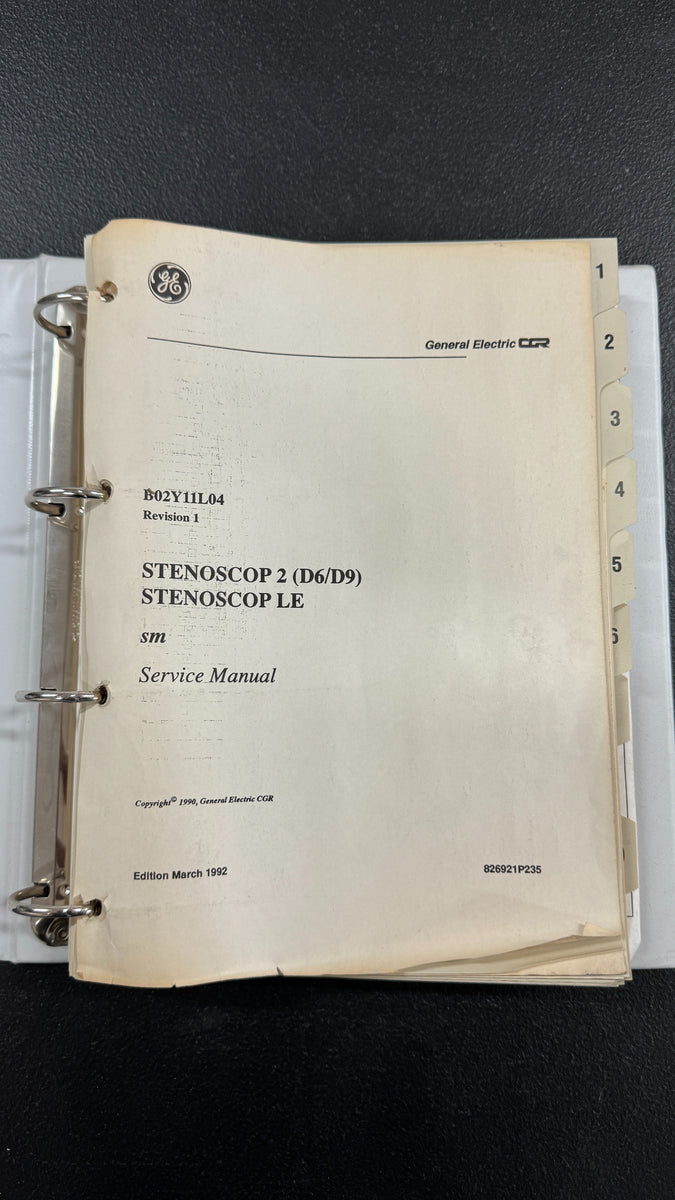 GE
General Electric CGR
B02Y11L04
Revision 1
STENOSCOP 2 (D6/D9)
STENOSCOP LE
sm
Service Manual
Copyright© 1990, General Electric CGR
Edition March 1992
826921P235
1
2
3
4
5
6